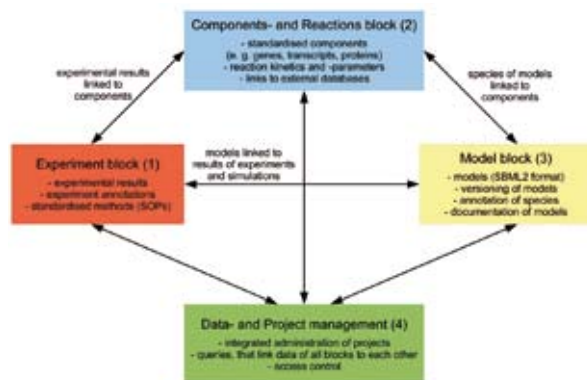 Components- and Reactions block (2)
- standardised components
(e. g. genes, transcripts, proteins)
- reaction kinetics and -parameters
- links to external databases
experimental results
linked to
components
species of models
linked to
components
models linked to
results of experiments
and simulations
Experiment block (1)
- experimental results
- experiment annotations
- standardised methods (SOPs)
Model block (3)
- models (SBML2 format)
- versioning of models
- annotation of species
- documentation of models
Data- and Project management (4)
- integrated administration of projects
- queries, that link data of all blocks to each other
- access control